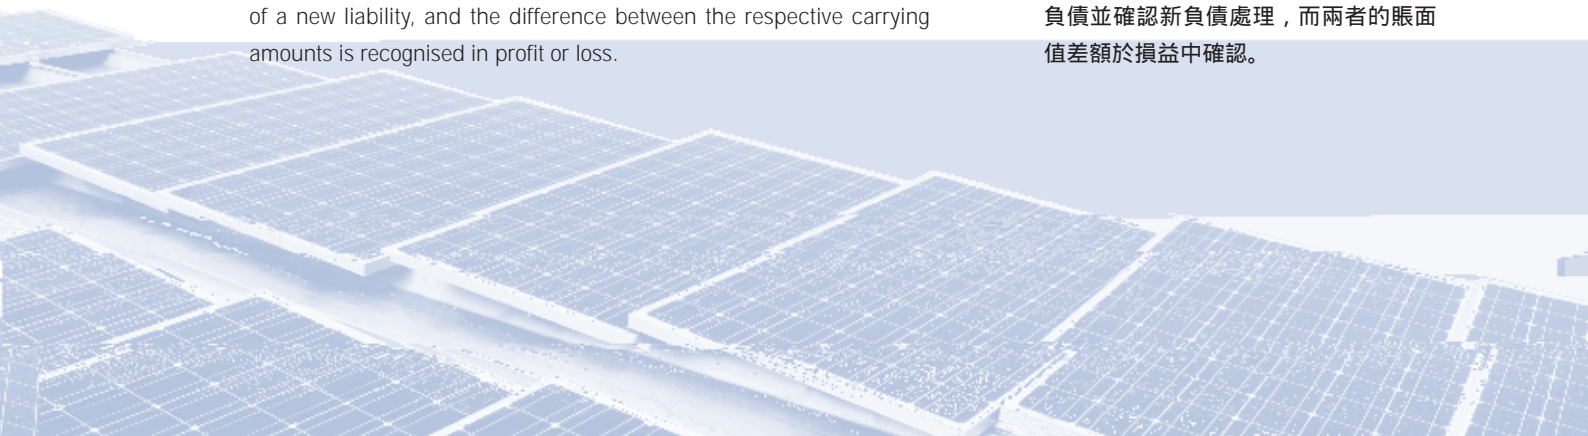 of a new liability, and the difference between the respective carrying
amounts is recognised in profit or loss.
負債並確認新負債處理，而兩者的賬面
值差額於損益中確認。